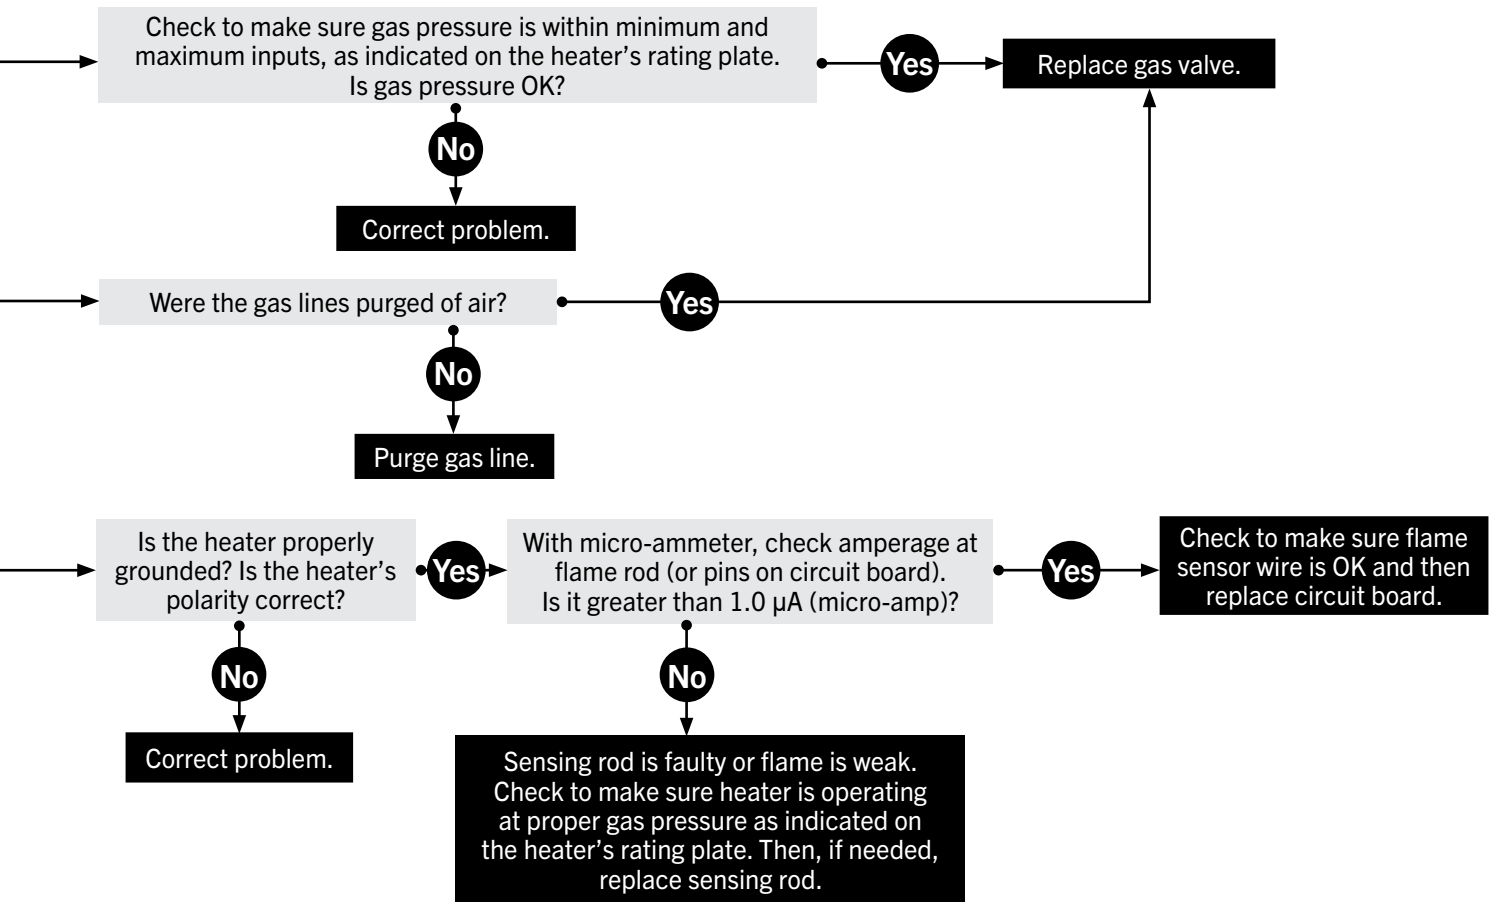 Check to make sure gas pressure is within minimum and
maximum inputs, as indicated on the heater’s rating plate.
Is gas pressure OK?
Yes
Replace gas valve.
No
Correct problem.
Were the gas lines purged of air?
Yes
No
Purge gas line.
Is the heater properly
grounded? Is the heater’s
polarity correct?
Yes
With micro-ammeter, check amperage at
flame rod (or pins on circuit board).
Is it greater than 1.0 µA (micro-amp)?
Yes
Check to make sure flame
sensor wire is OK and then
replace circuit board.
No
Correct problem.
No
Sensing rod is faulty or flame is weak.
Check to make sure heater is operating
at proper gas pressure as indicated on
the heater’s rating plate. Then, if needed,
replace sensing rod.